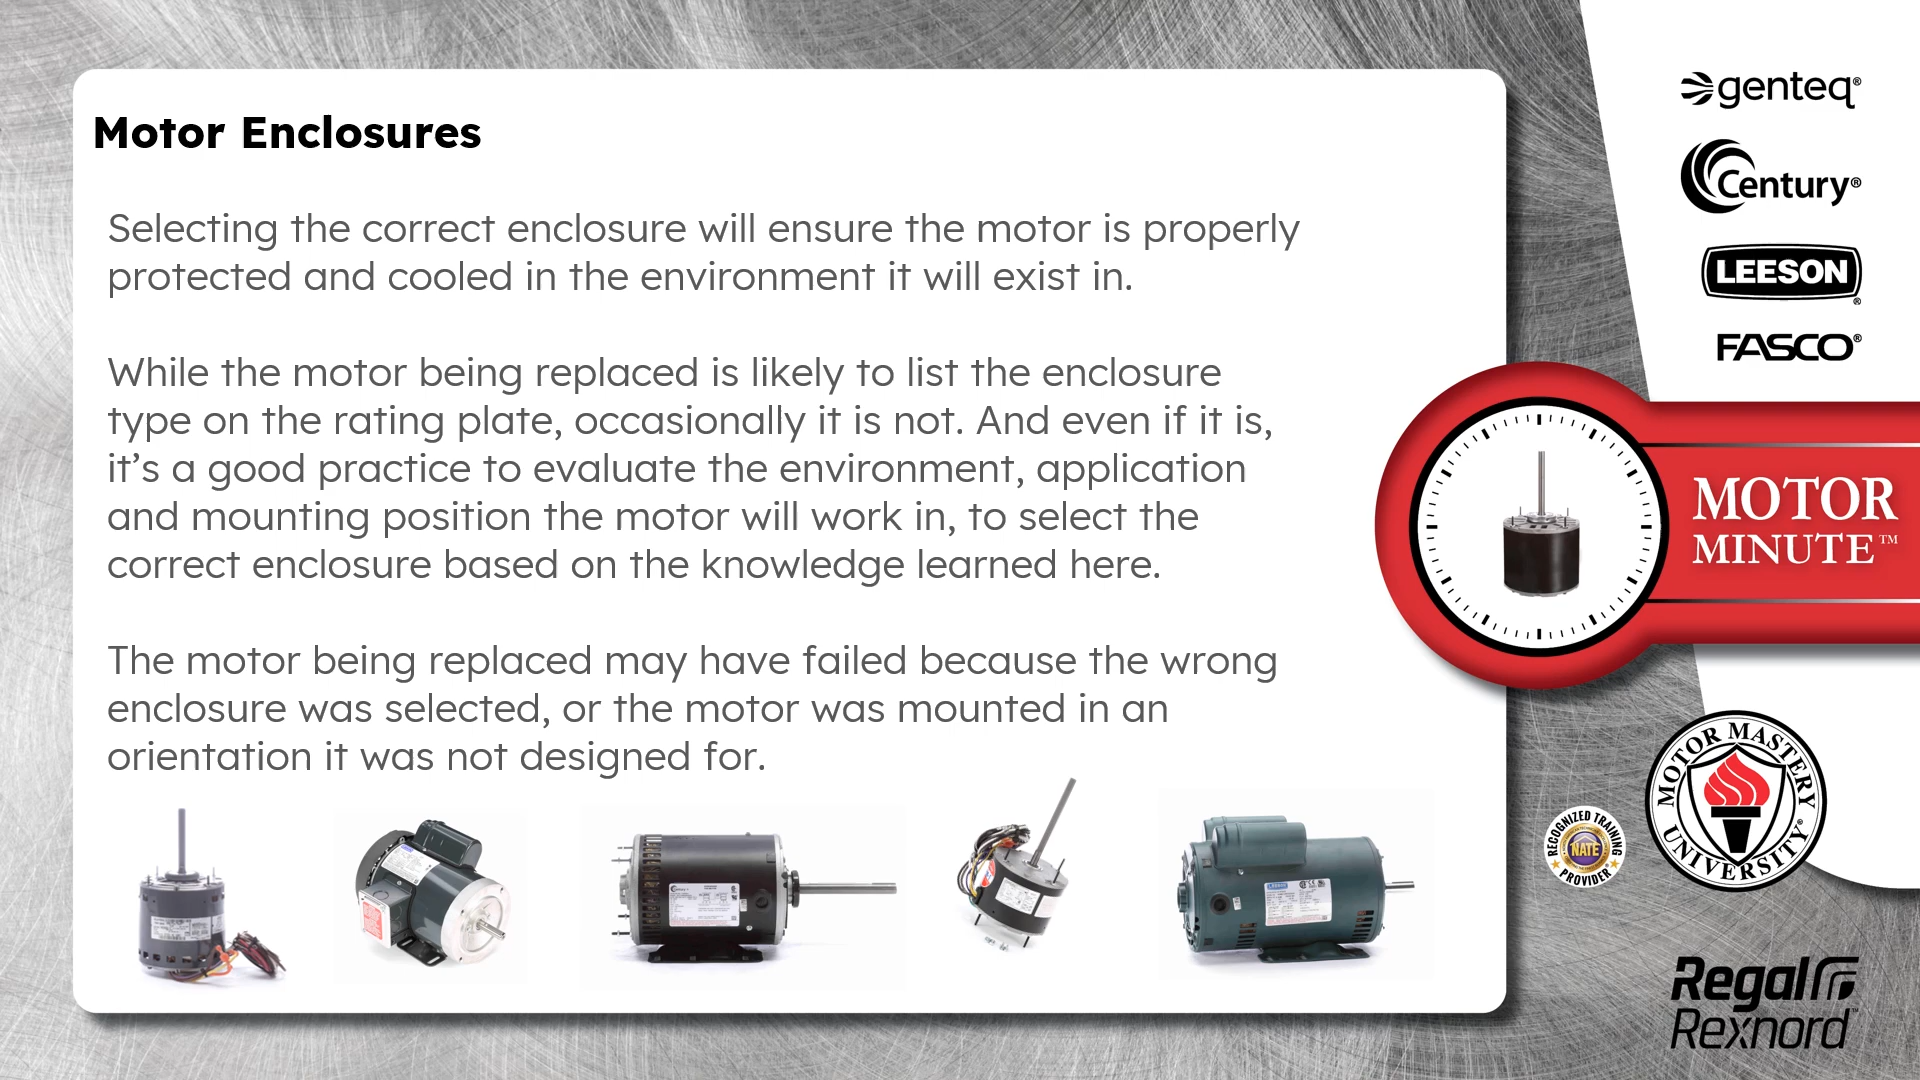 Motor Enclosures
Selecting the correct enclosure will ensure the motor is properly
protected and cooled in the environment it will exist in.
While the motor being replaced is likely to list the enclosure
type on the rating plate, occasionally it is not. And even if it is,
it’s a good practice to evaluate the environment, application
and mounting position the motor will work in, to select the
correct enclosure based on the knowledge learned here.
The motor being replaced may have failed because the wrong
enclosure was selected, or the motor was mounted in an
orientation it was not designed for.
genteq®
Century®
LEESON®
FASCO®
MOTOR
MINUTE™
MOTOR MASTERY
UNIVERSITY®
RECOGNIZED TRAINING
NATE
PROVIDER
Regal
Rexnord™